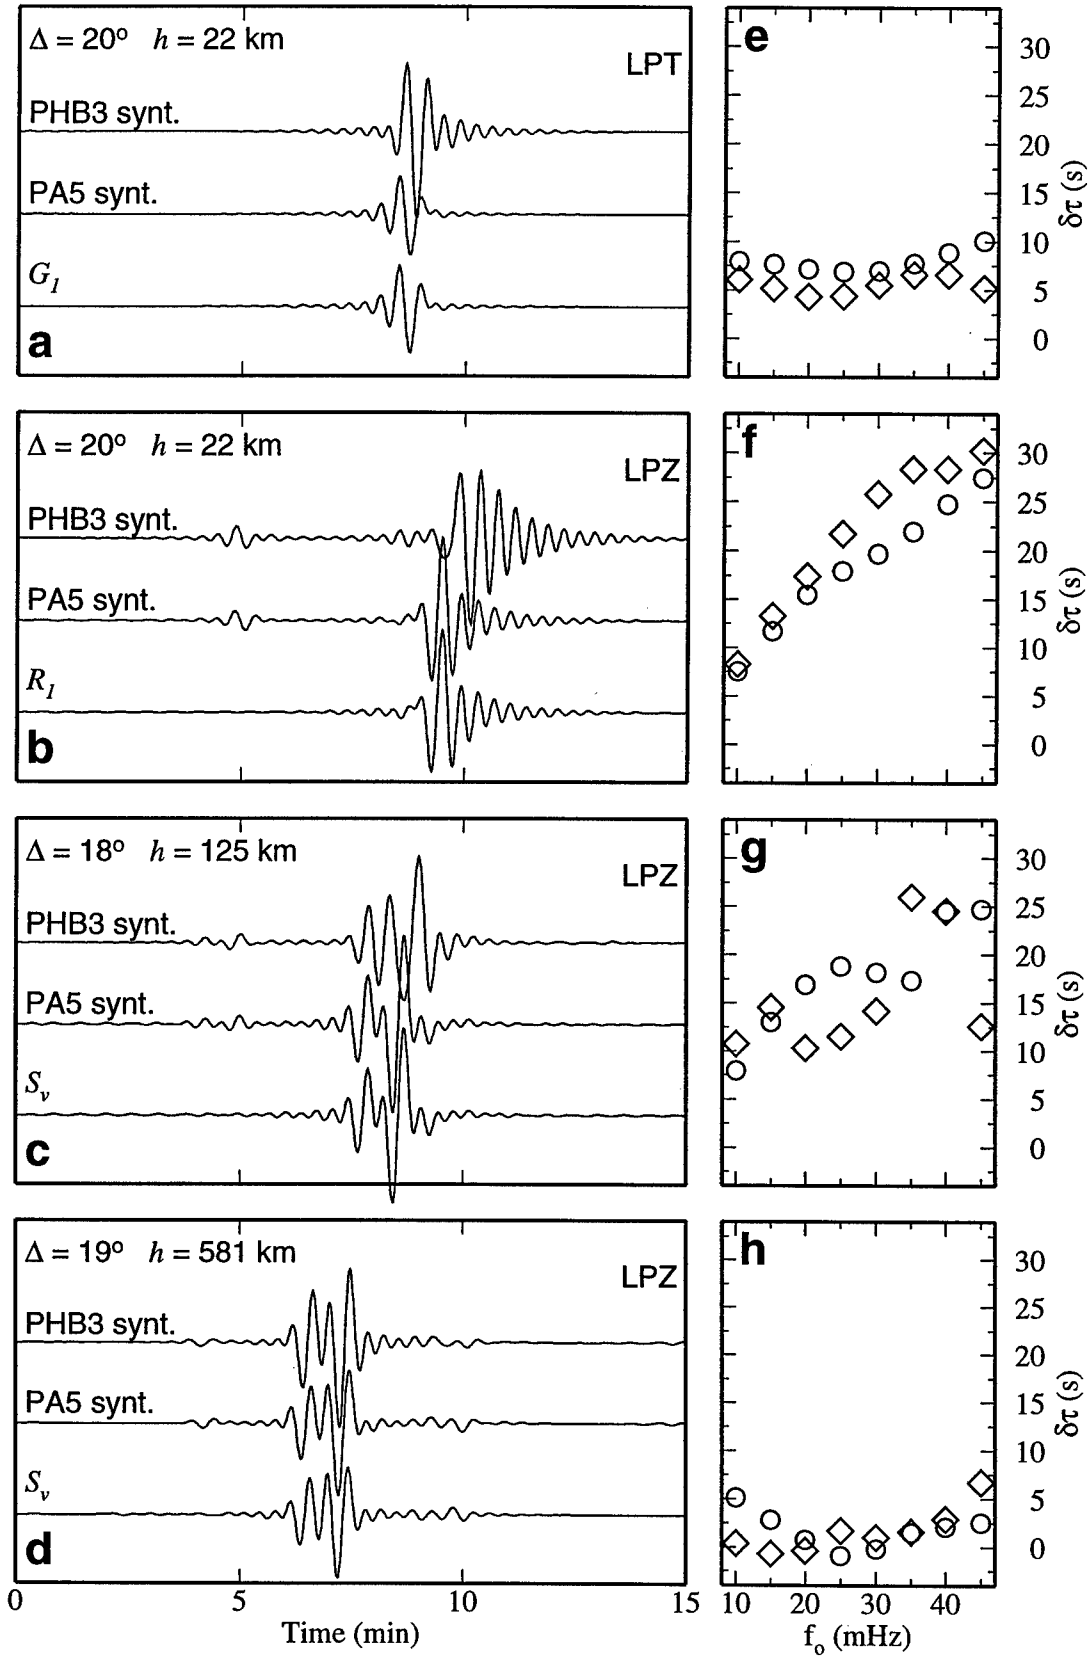 Δ = 20° h = 22 km
LPT
PHB3 synt.
PA5 synt.
G1
a
e
30
25
20
15
10
5
0
δτ (s)
Δ = 20° h = 22 km
LPZ
PHB3 synt.
PA5 synt.
R1
b
f
30
25
20
15
10
5
0
δτ (s)
Δ = 18° h = 125 km
LPZ
PHB3 synt.
PA5 synt.
Sv
c
g
30
25
20
15
10
5
0
δτ (s)
Δ = 19° h = 581 km
LPZ
PHB3 synt.
PA5 synt.
Sv
d
h
30
25
20
15
10
5
0
δτ (s)
0 5 10 15
Time (min)
10 20 30 40
fo (mHz)